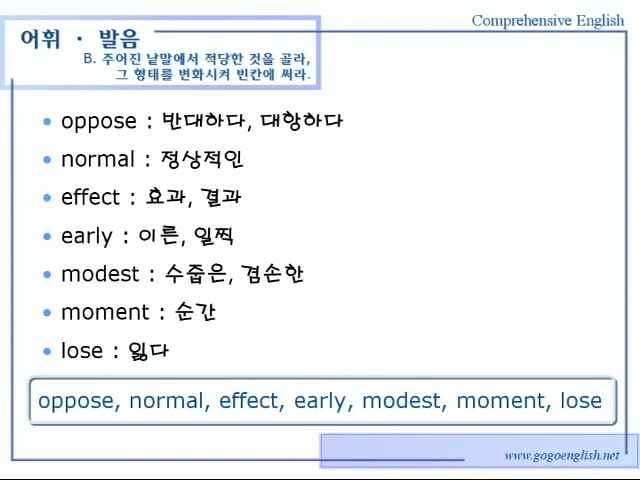 Comprehensive English
어휘 · 발음
B. 주어진 낱말에서 적당한 것을 골라,
그 형태를 변화시켜 빈칸에 써라.
• oppose : 반대하다, 대항하다
• normal : 정상적인
• effect : 효과, 결과
• early : 이른, 일찍
• modest : 수줍은, 겸손한
• moment : 순간
• lose : 잃다
oppose, normal, effect, early, modest, moment, lose
www.gogoenglish.net